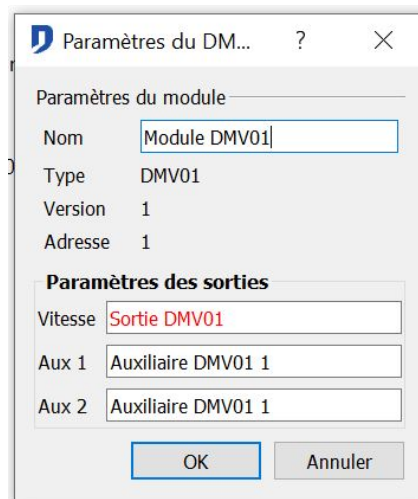 Paramètres du DM... ?
Paramètres du module
Nom Module DMV01
Type DMV01
Version 1
Adresse 1
Paramètres des sorties
Vitesse Sortie DMV01
Aux 1 Auxiliaire DMV01 1
Aux 2 Auxiliaire DMV01 1
OK Annuler